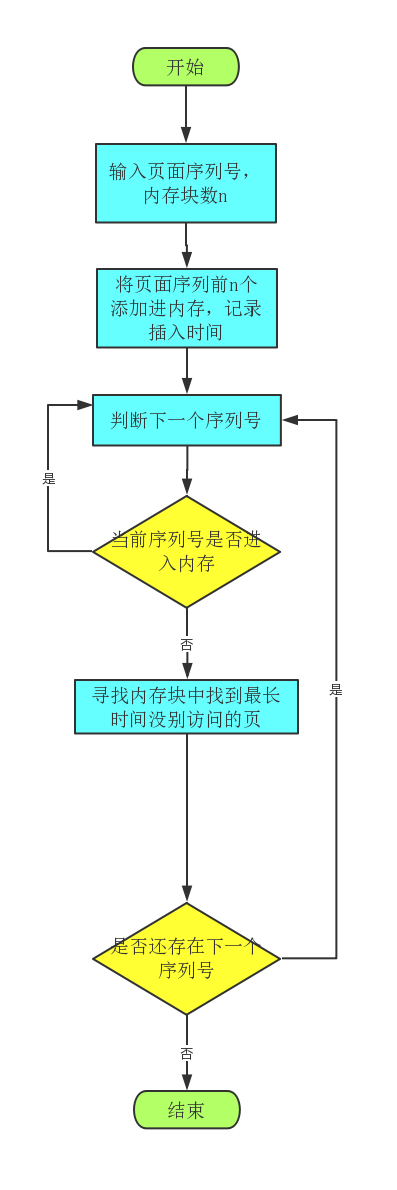 开始
输入页面序列号，
内存块数n
将页面序列前n个
添加进内存，记录
插入时间
判断下一个序列号
是
当前序列号是否进
入内存
否
寻找内存块中找到最长
时间没别访问的页
是
是否还存在下一个
序列号
否
结束